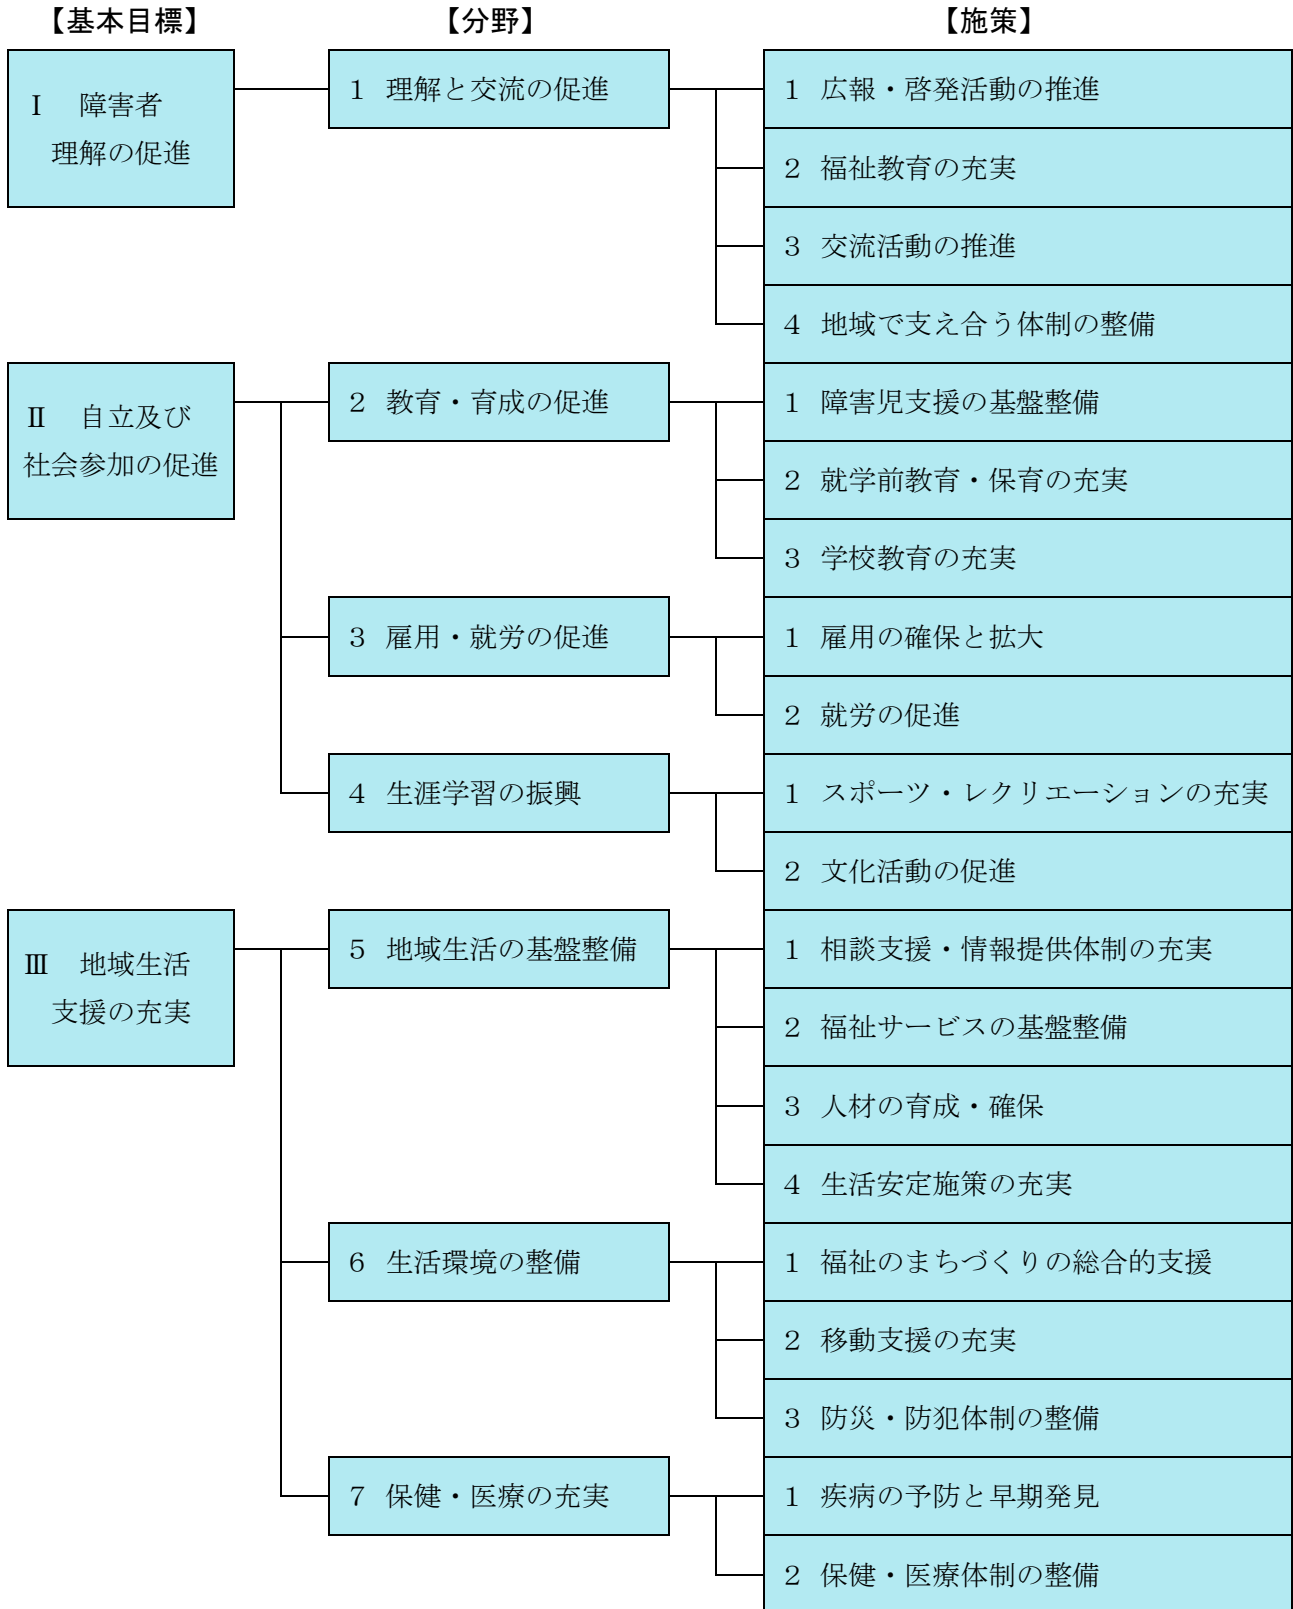 【基本目標】 【分野】 【施策】
Ⅰ 障害者
理解の促進
1 理解と交流の促進
1 広報・啓発活動の推進
2 福祉教育の充実
3 交流活動の推進
4 地域で支え合う体制の整備
Ⅱ 自立及び
社会参加の促進
2 教育・育成の促進
1 障害児支援の基盤整備
2 就学前教育・保育の充実
3 学校教育の充実
3 雇用・就労の促進
1 雇用の確保と拡大
2 就労の促進
4 生涯学習の振興
1 スポーツ・レクリエーションの充実
2 文化活動の促進
Ⅲ 地域生活
支援の充実
5 地域生活の基盤整備
1 相談支援・情報提供体制の充実
2 福祉サービスの基盤整備
3 人材の育成・確保
4 生活安定施策の充実
6 生活環境の整備
1 福祉のまちづくりの総合的支援
2 移動支援の充実
3 防災・防犯体制の整備
7 保健・医療の充実
1 疾病の予防と早期発見
2 保健・医療体制の整備